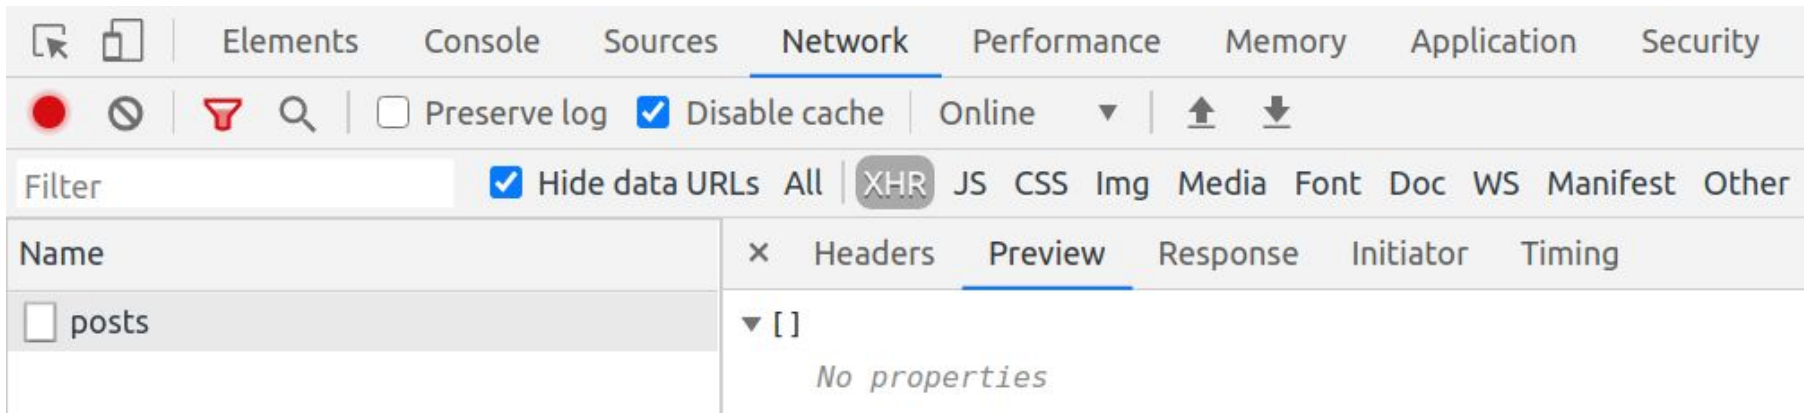 Elements Console Sources Network Performance Memory Application Security
Preserve log Disable cache Online
Filter Hide data URLs All XHR JS CSS Img Media Font Doc WS Manifest Other
Name × Headers Preview Response Initiator Timing
posts ▼ []
No properties